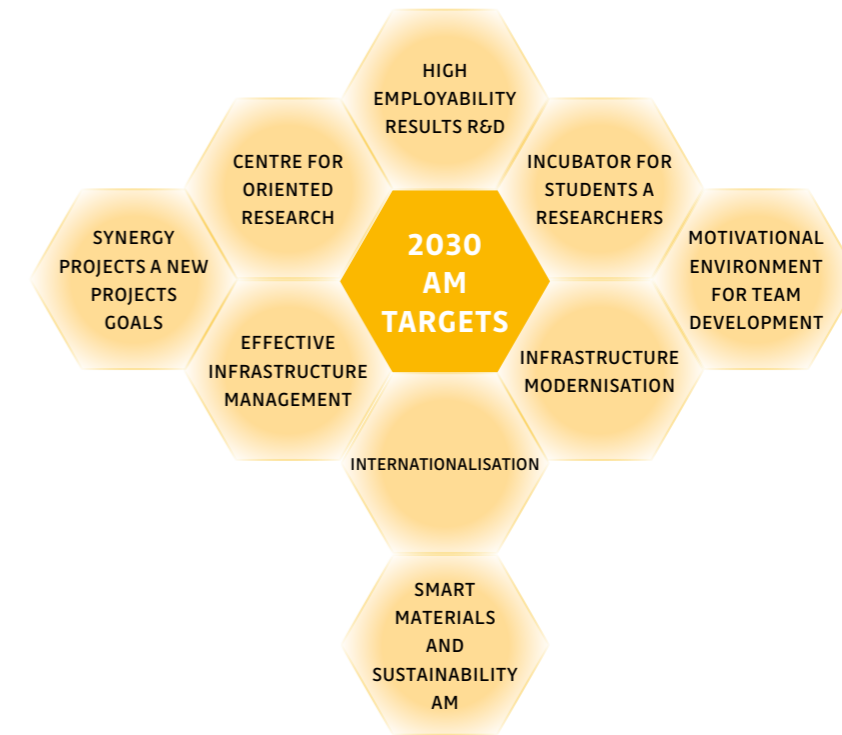 HIGH
EMPLOYABILITY
RESULTS R&D
CENTRE FOR
ORIENTED
RESEARCH
INCUBATOR FOR
STUDENTS A
RESEARCHERS
SYNERGY
PROJECTS A NEW
PROJECTS
GOALS
2030
AM
TARGETS
MOTIVATIONAL
ENVIRONMENT
FOR TEAM
DEVELOPMENT
EFFECTIVE
INFRASTRUCTURE
MANAGEMENT
INFRASTRUCTURE
MODERNISATION
INTERNATIONALISATION
SMART
MATERIALS
AND
SUSTAINABILITY
AM